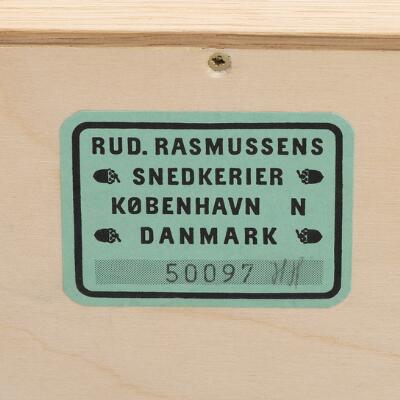 RUD. RASMUSSENS
SNEDKERIER
KØBENHAVN N
DANMARK
50097